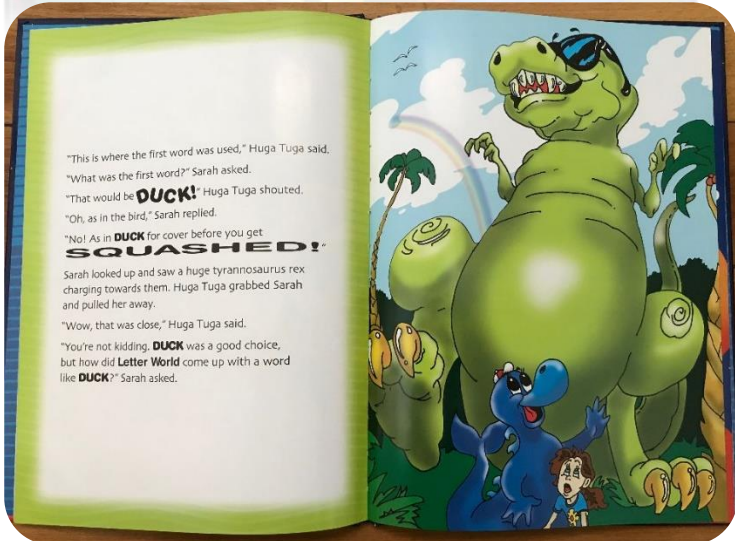 "This is where the first word was used," Huga Tuga said.
"What was the first word?" Sarah asked.
"That would be DUCK!" Huga Tuga shouted.
"Oh, as in the bird," Sarah replied.
"No! As in DUCK for cover before you get
SQUASHED!"
Sarah looked up and saw a huge tyrannosaurus rex
charging towards them. Huga Tuga grabbed Sarah
and pulled her away.
"Wow, that was close," Huga Tuga said.
"You're not kidding. DUCK was a good choice,
but how did Letter World come up with a word
like DUCK?" Sarah asked.